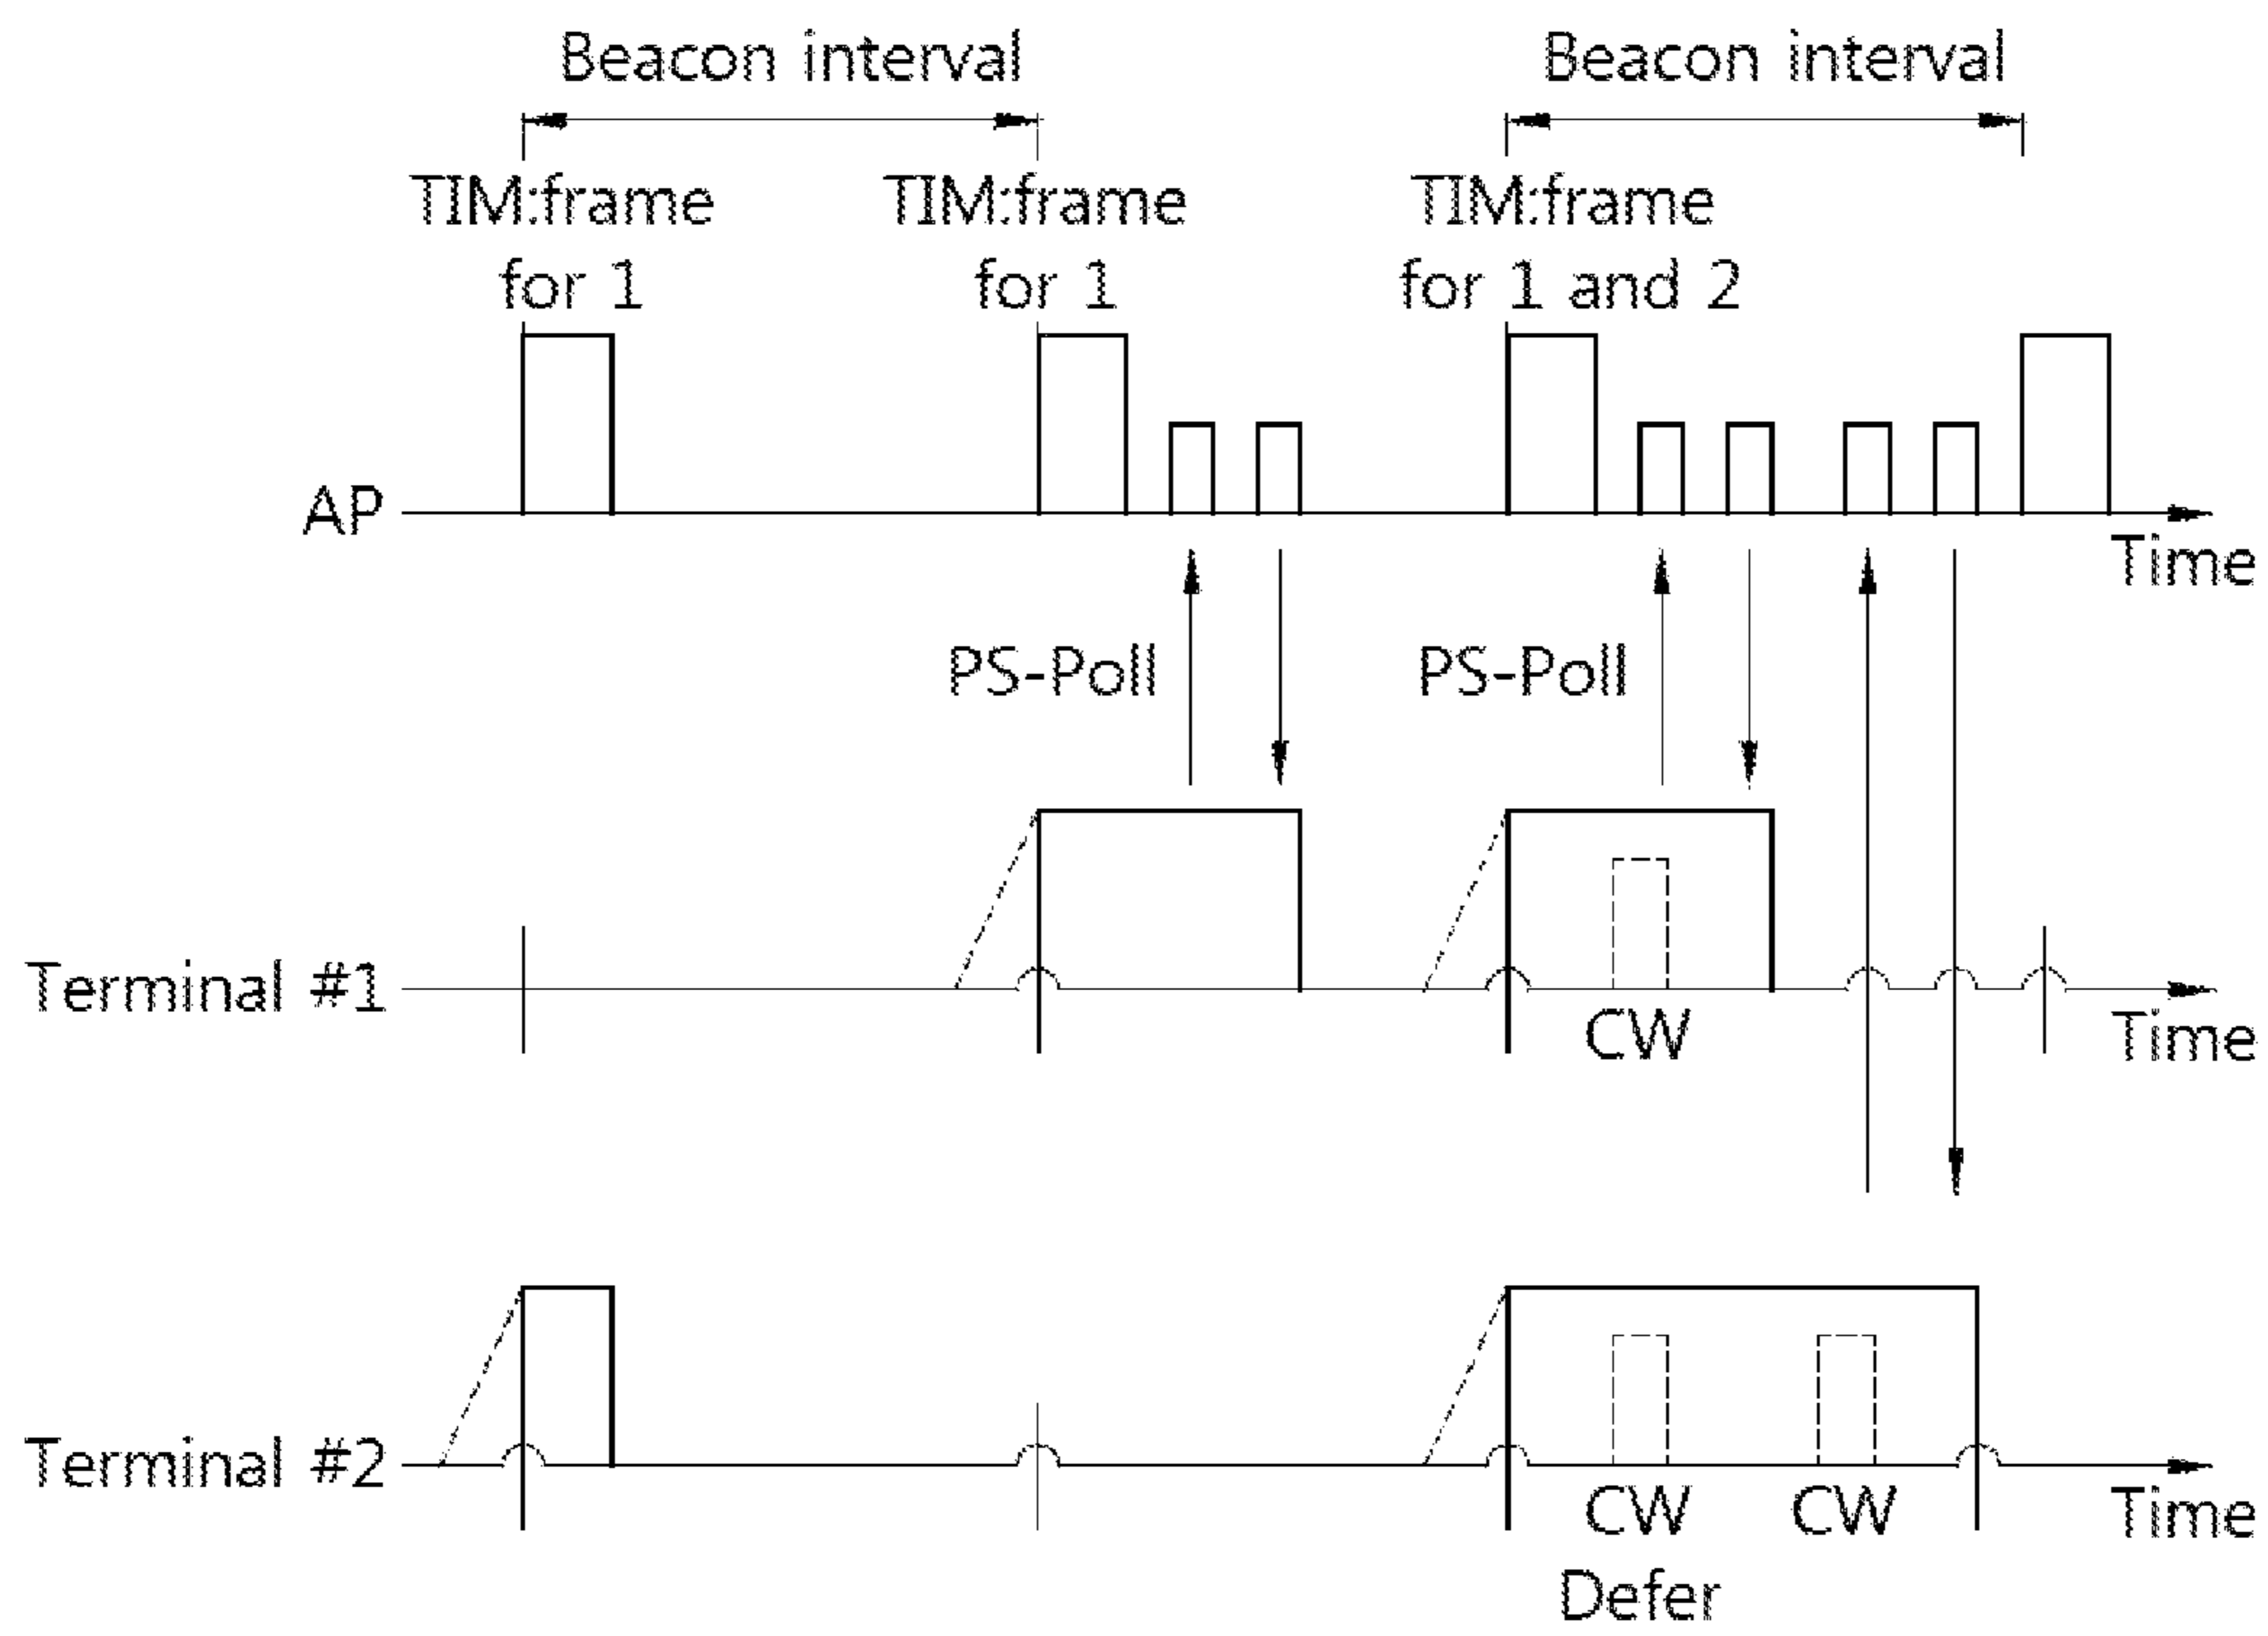 Beacon interval
Beacon interval
TIM:frame
for 1
TIM:frame
for 1
TIM:frame
for 1 and 2
AP
Time
PS-Poll
PS-Poll
Terminal #1
CW
Time
Terminal #2
CW
CW
Time
Defer